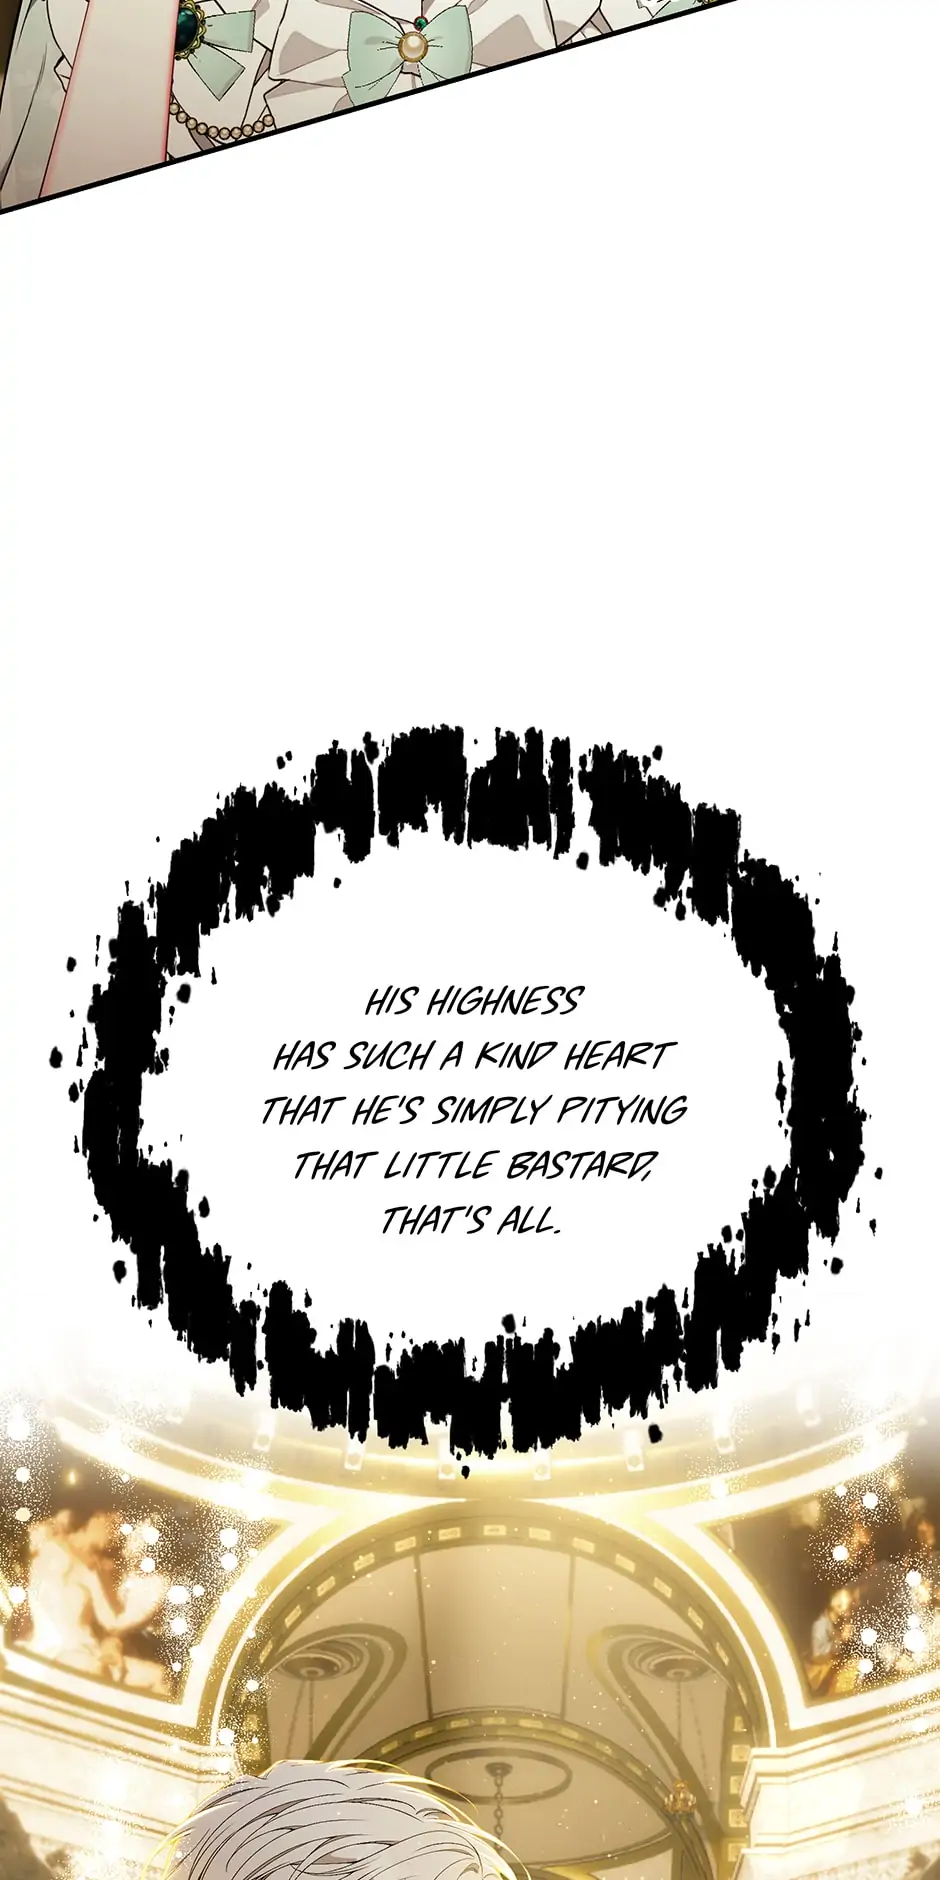 HIS HIGHNESS
HAS SUCH A KIND HEART
THAT HE'S SIMPLY PITYING
THAT LITTLE BASTARD,
THAT'S ALL.